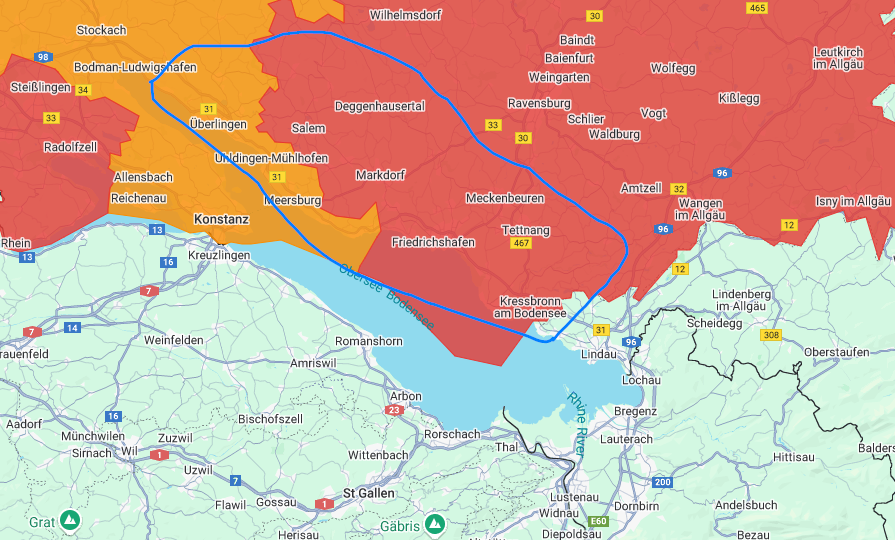 Wilhelmsdorf
30
465
Stockach
Baindt
Baienfurt
Leutkirch
im Allgäu
98
Bodman-Ludwigshafen
Weingarten
Wolfegg
Steißlingen
34
31
Deggenhausertal
Ravensburg
Kißlegg
33
Überlingen
Salem
33
30
Schlier
Vogt
Waldburg
Radolfzell
Uhldingen-Mühlhofen
Allensbach
31
Markdorf
96
Reichenau
Meersburg
Meckenbeuren
Amtzell
32
Wangen
im Allgäu
Isny im Allgäu
Konstanz
13
Tettnang
96
12
Rhein
13
Kreuzlingen
16
Friedrichshafen
467
12
Obersee
Bodensee
7
Kressbronn
am Bodensee
Lindenberg
im Allgäu
7
14
31
Scheidegg
308
rauenfeld
Weinfelden
Romanshorn
96
Lindau
Oberstaufen
Amriswil
Lochau
16
Arbon
23
Rhine River
Bregenz
Aadorf
Bischofszell
Münchwilen
Zuzwil
Rorschach
Thal
Lauterach
Sirnach
Wil
1
Wittenbach
Hittisau
Balders
Uzwil
7
200
St Gallen
Lustenau
Flawil
Gossau
1
Widnau
Dornbirn
Andelsbuch
Grat
Gäbris
E60
Herisau
Diepoldsau
Bezau